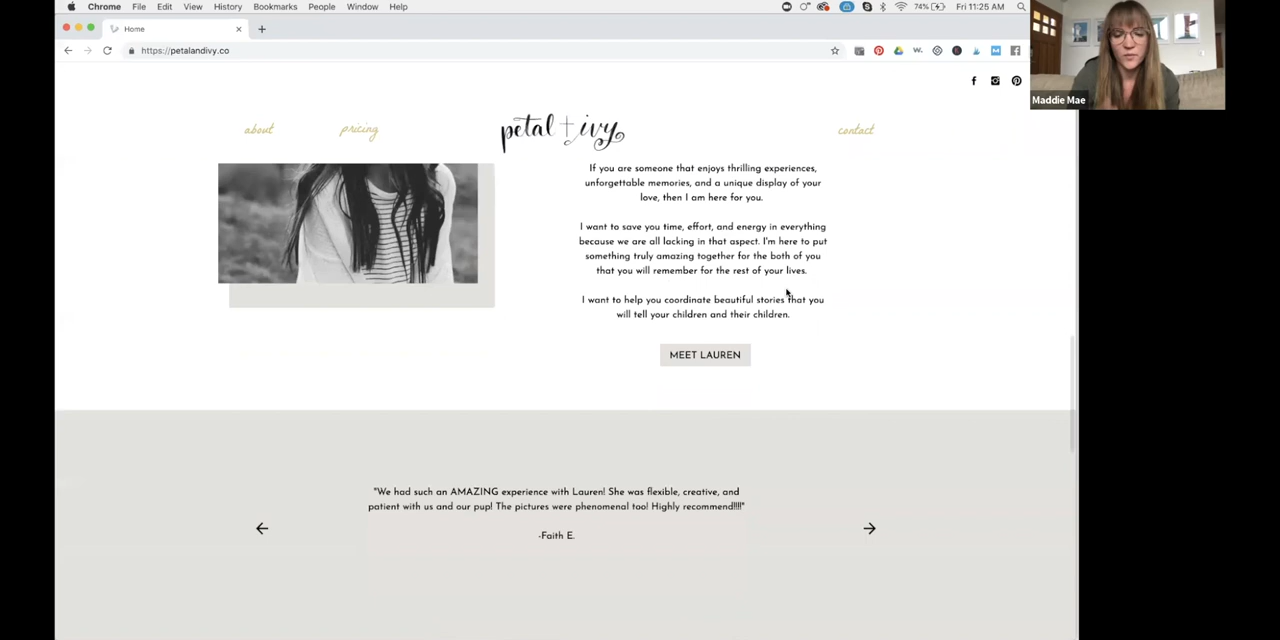 Chrome File Edit View History Bookmarks People Window Help 74% Fri 11:25 AM
Home
https://petalandivy.co
Maddie Mae
about pricing petal + ivy contact
If you are someone that enjoys thrilling experiences,
unforgettable memories, and a unique display of your
love, then I am here for you.
I want to save you time, effort, and energy in everything
because we are all lacking in that aspect. I'm here to put
something truly amazing together for the both of you
that you will remember for the rest of your lives.
I want to help you coordinate beautiful stories that you
will tell your children and their children.
MEET LAUREN
"We had such an AMAZING experience with Lauren! She was flexible, creative, and
patient with us and our pup! The pictures were phenomenal too! Highly recommend!!!!"
-Faith E.